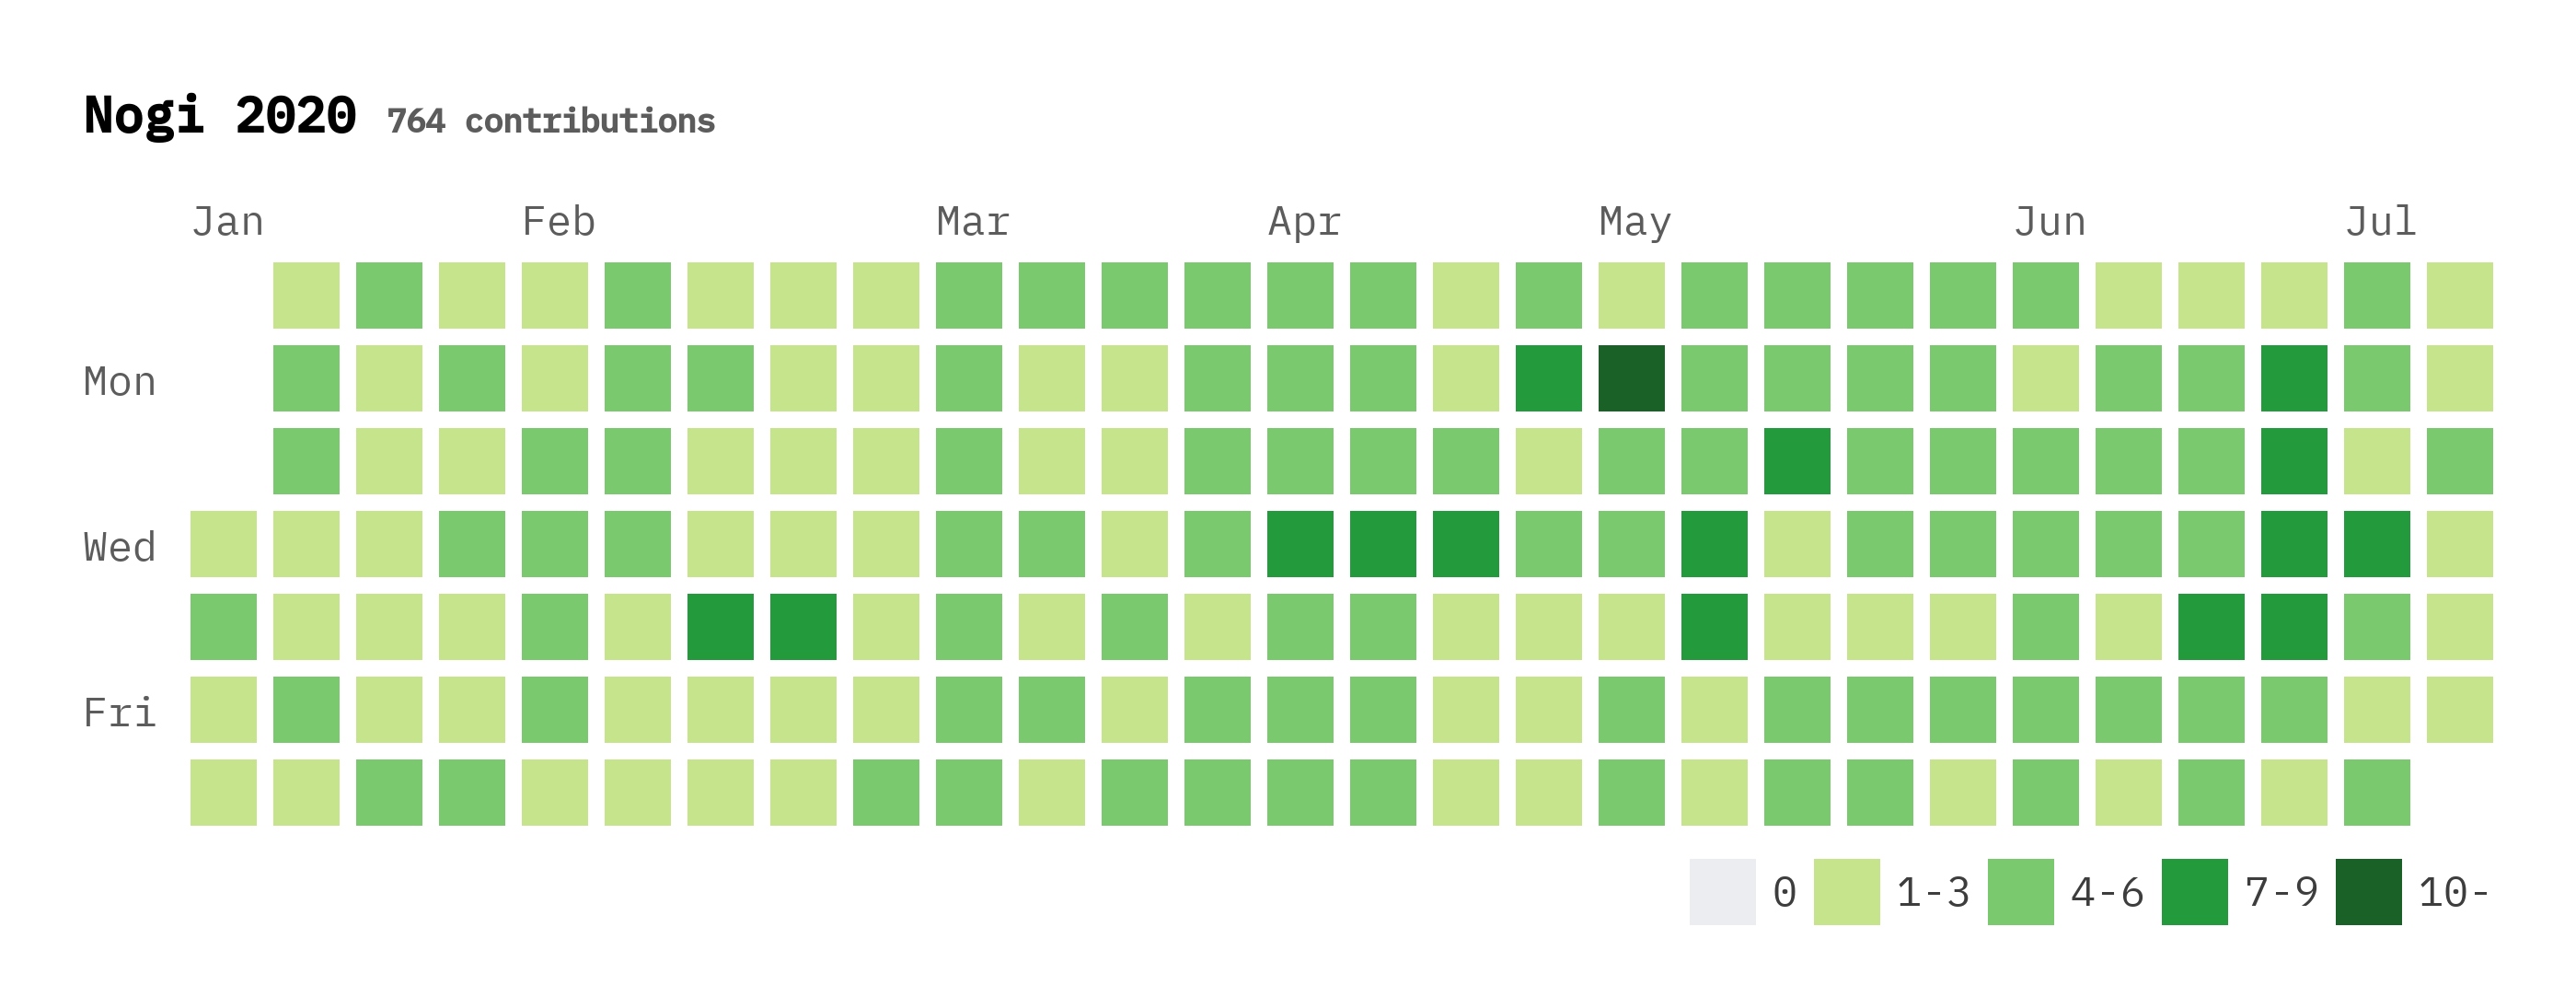 Nogi 2020 764 contributions
Jan Feb Mar Apr May Jun Jul
Mon
Wed
Fri
0 1-3 4-6 7-9 10-